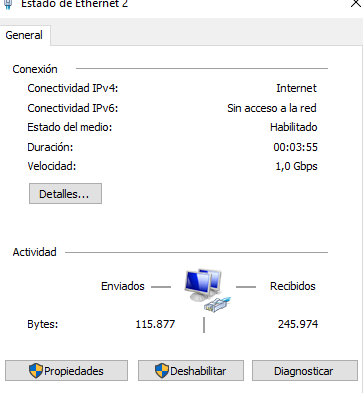 Estado de Ethernet 2
General
Conexión
Conectividad IPv4: Internet
Conectividad IPv6: Sin acceso a la red
Estado del medio: Habilitado
Duración: 00:03:55
Velocidad: 1,0 Gbps
Detalles...
Actividad
Enviados — Recibidos
Bytes: 115.877 245.974
Propiedades Deshabilitar Diagnosticar